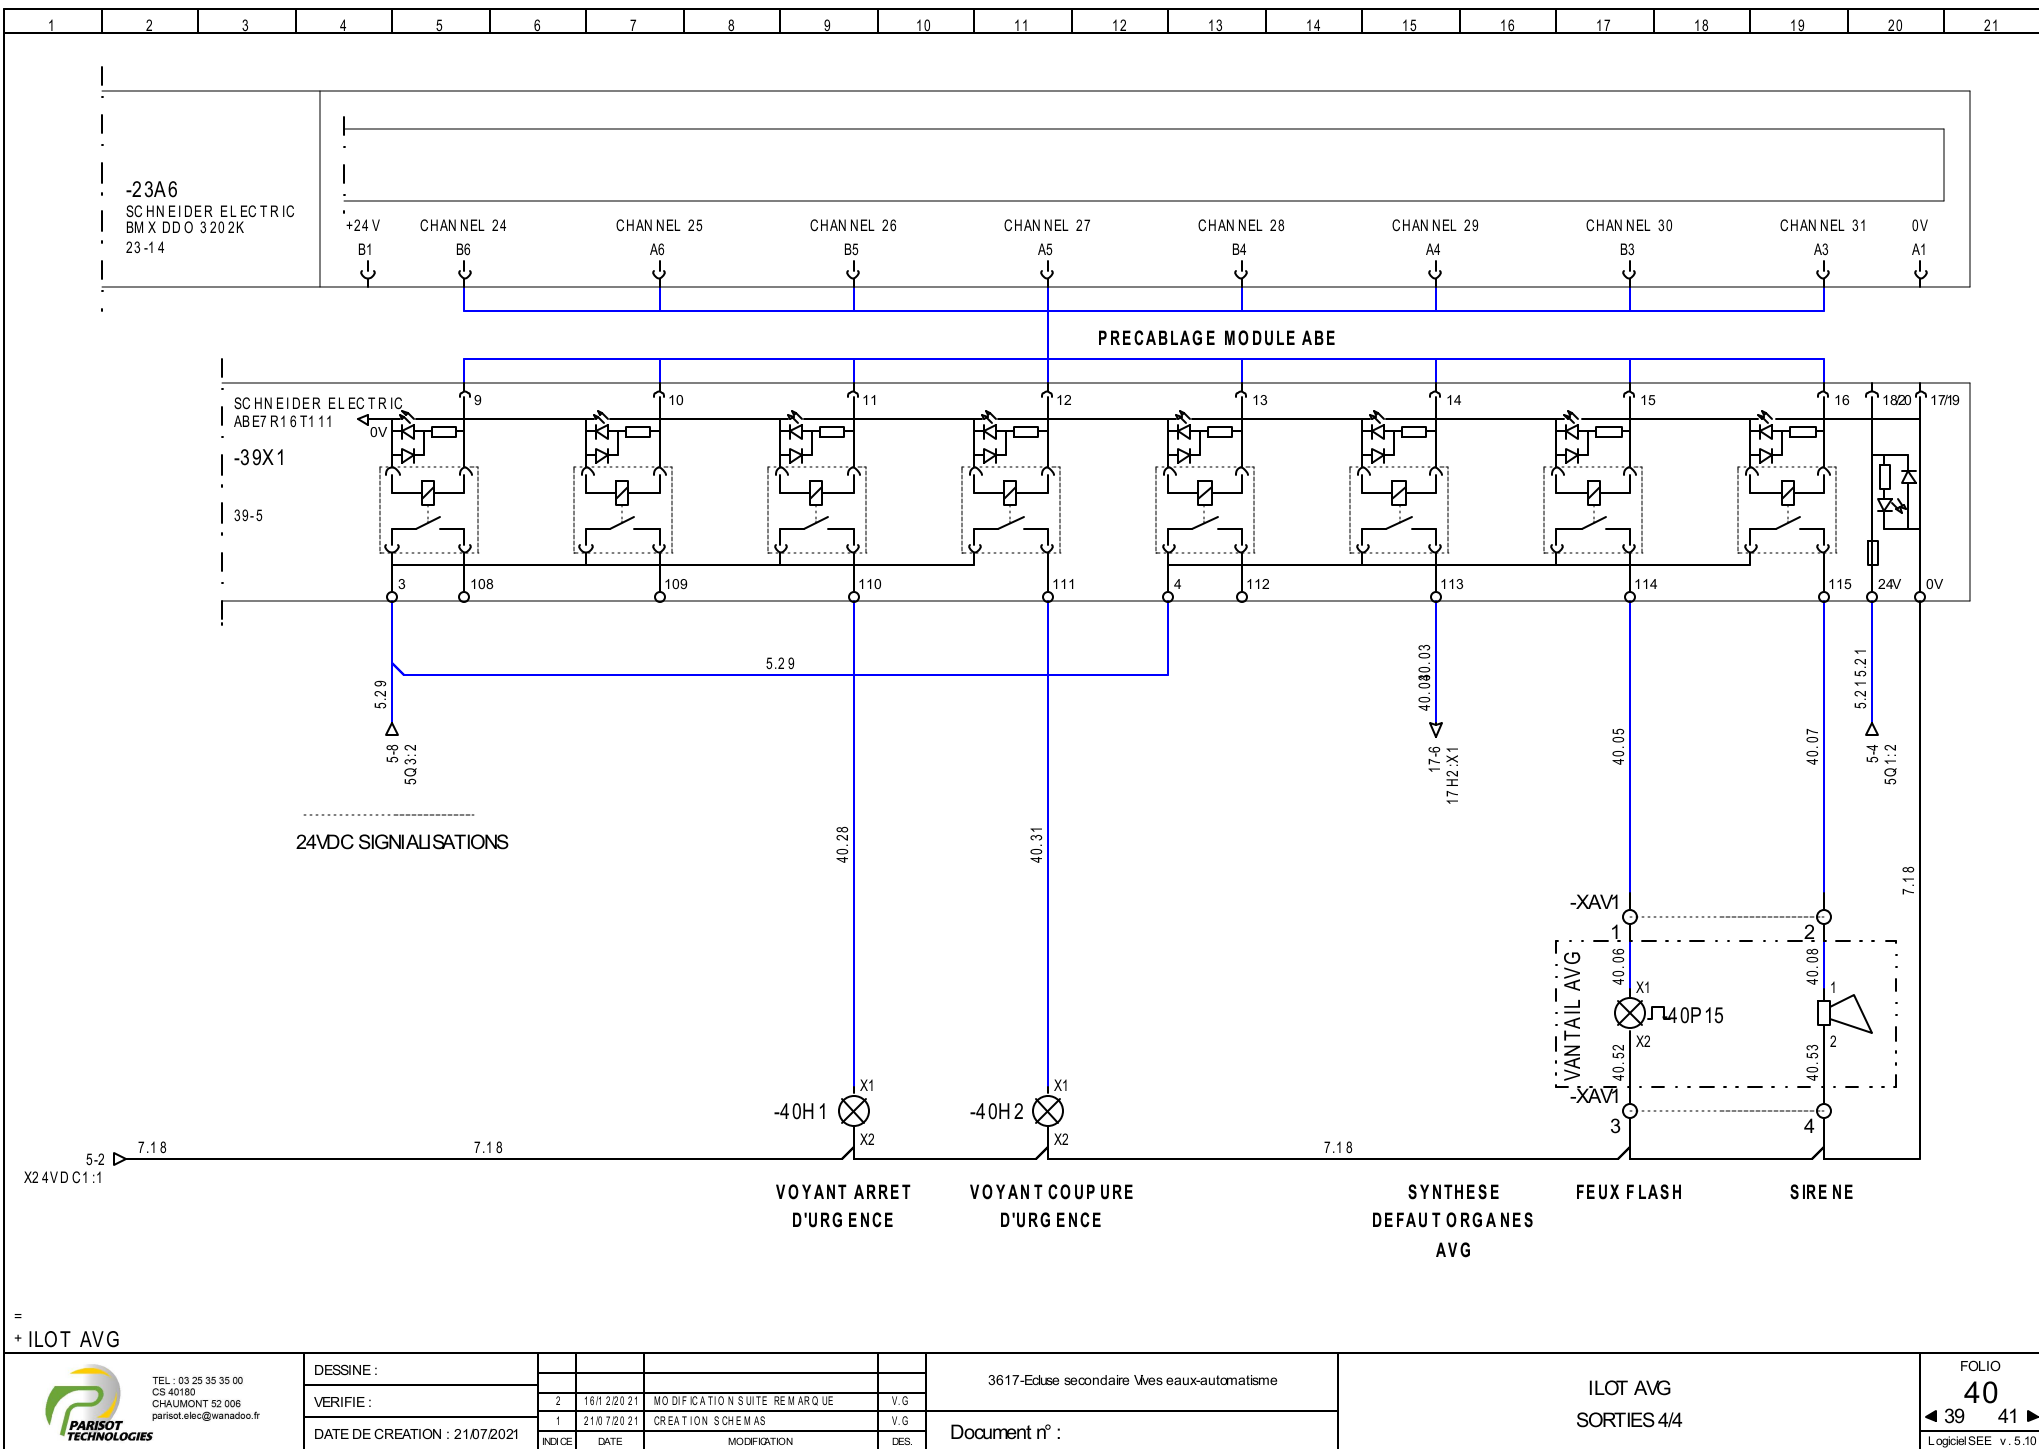 1 2 3 4 5 6 7 8 9 10 11 12 13 14 15 16 17 18 19 20 21
-23A6
SCHNEIDER ELECTRIC
BMX DDO 3202K
23-14
+24V CHANNEL 24 CHANNEL 25 CHANNEL 26 CHANNEL 27 CHANNEL 28 CHANNEL 29 CHANNEL 30 CHANNEL 31 0V
B1 B6 A6 B5 A5 B4 A4 B3 A3 A1
PRECABLAGE MODULE ABE
SCHNEIDER ELECTRIC
ABE7R16T111
0V
-39X1
39-5
9 10 11 12 13 14 15 16 18/20 17/19
3 108 109 110 111 4 112 113 114 115 24V 0V
5.29
5.29
5-8
5Q3:2
40.03
17-6
17H2:X1
40.05
40.07
5.21 5.21
5-4
5Q1:2
24VDC SIGNIALISATIONS
40.28
40.31
7.18
-XAV1
1 2
VANTAIL AVG
40.06
40.08
X1 1
-40P15
X2 2
40.52
40.53
-XAV1
3 4
X1 X1
-40H1 -40H2
X2 X2
5-2 7.18 7.18 7.18
X24VDC1:1
VOYANT ARRET
D'URGENCE
VOYANT COUPURE
D'URGENCE
SYNTHESE
DEFAUT ORGANES
AVG
FEUX FLASH
SIRENE
=
+ ILOT AVG
PARISOT
TECHNOLOGIES
TEL : 03 25 35 35 00
CS 40180
CHAUMONT 52 006
parisot.elec@wanadoo.fr
DESSINE :
VERIFIE :
DATE DE CREATION : 21/07/2021
2 16/12/2021 MODIFICATION SUITE REMARQUE V.G
1 21/07/2021 CREATION SCHEMAS V.G
INDICE DATE MODIFICATION DES.
3617-Ecluse secondaire Vives eaux-automatisme
Document n° :
ILOT AVG
SORTIES 4/4
FOLIO
40
39 41
Logiciel SEE v. 5.10